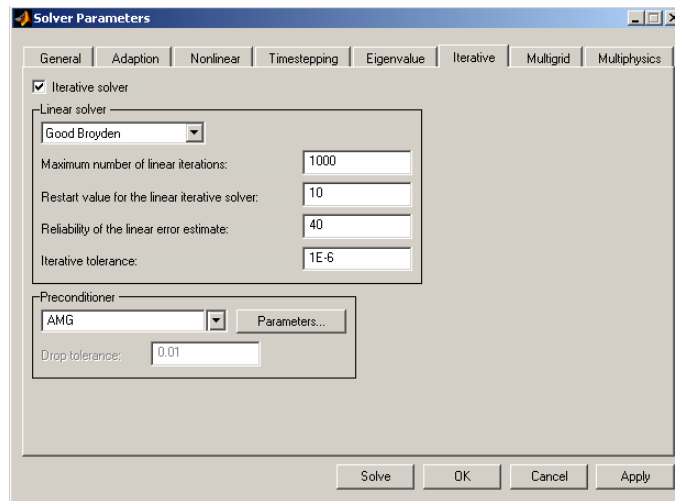 Solver Parameters
General Adaption Nonlinear Timestepping Eigenvalue Iterative Multigrid Multiphysics
Iterative solver
Linear solver
Good Broyden
Maximum number of linear iterations: 1000
Restart value for the linear iterative solver: 10
Reliability of the linear error estimate: 40
Iterative tolerance: 1E-6
Preconditioner
AMG Parameters...
Drop tolerance: 0.01
Solve OK Cancel Apply